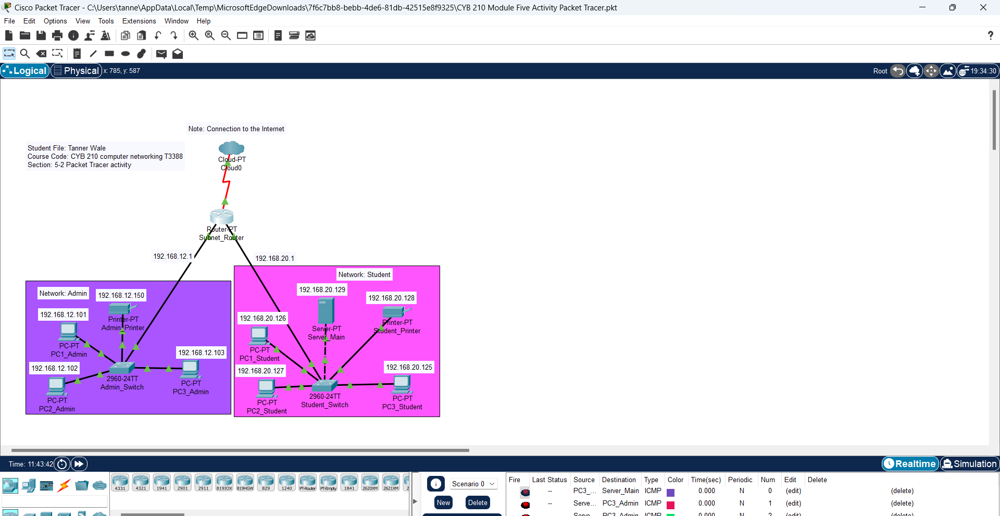 Cisco Packet Tracer - C:\Users\tanne\AppData\Local\Temp\MicrosoftEdgeDownloads\7f6c7bb8-bebb-4de6-81db-42515e8f9325\CYB 210 Module Five Activity Packet Tracer.pkt
File Edit Options View Tools Extensions Window Help
Logical Physical x: 785, y: 587 Root 19:34:30
Note: Connection to the Internet
Student File: Tanner Wale
Course Code: CYB 210 computer networking T3388
Section: 5-2 Packet Tracer activity
Cloud-PT
Cloud0
Router-PT
Subnet_Router
192.168.12.1
192.168.20.1
Network: Admin
192.168.12.150
192.168.12.101
Printer-PT
Admin_Printer
PC-PT
PC1_Admin
192.168.12.103
192.168.12.102
2960-24TT
Admin_Switch
PC-PT
PC3_Admin
PC-PT
PC2_Admin
Network: Student
192.168.20.129
192.168.20.128
192.168.20.126
Printer-PT
Student_Printer
Server-PT
Server_Main
PC-PT
PC1_Student
192.168.20.127
192.168.20.125
2960-24TT
Student_Switch
PC-PT
PC3_Student
PC-PT
PC2_Student
Time: 11:43:42 Realtime Simulation
4331 4321 1941 2901 2911 819IOX 819HGW 829 1240 PT-Router PT-Empty 1841 2620XM 2621XM 2
Scenario 0
New Delete
Fire Last Status Source Destination Type Color Time(sec) Periodic Num Edit Delete
-- PC3_... Server_Main ICMP 0.000 N 0 (edit) (delete)
-- Serve... PC3_Admin ICMP 0.000 N 1 (edit) (delete)
Serve... PC3_Admin ICMP 0.000 N 2 (edit) (delete)